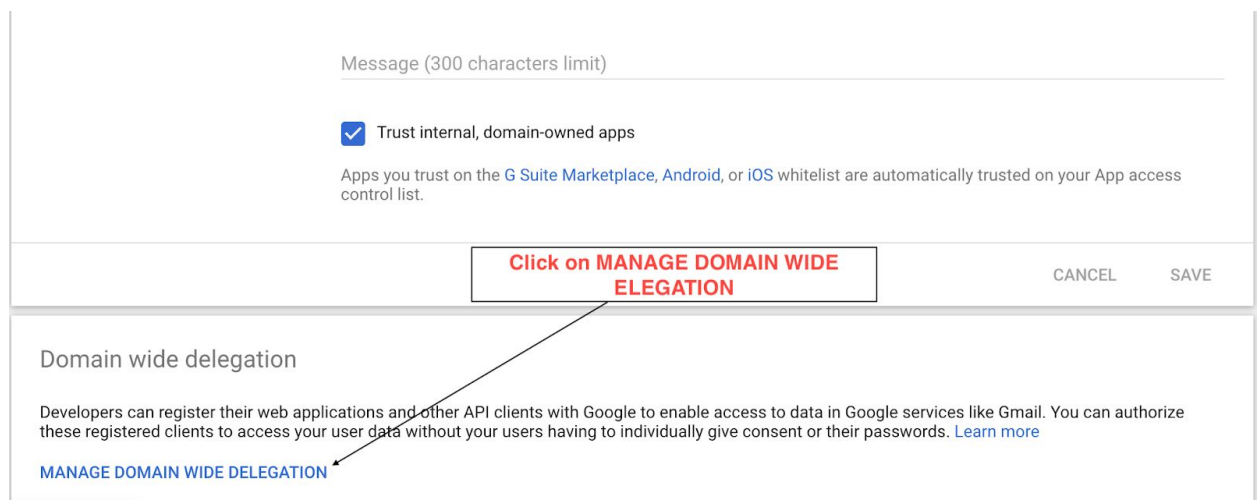 Message (300 characters limit)
Trust internal, domain-owned apps
Apps you trust on the G Suite Marketplace, Android, or iOS whitelist are automatically trusted on your App access
control list.
Click on MANAGE DOMAIN WIDE
ELEGATION
CANCEL SAVE
Domain wide delegation
Developers can register their web applications and other API clients with Google to enable access to data in Google services like Gmail. You can authorize
these registered clients to access your user data without your users having to individually give consent or their passwords. Learn more
MANAGE DOMAIN WIDE DELEGATION